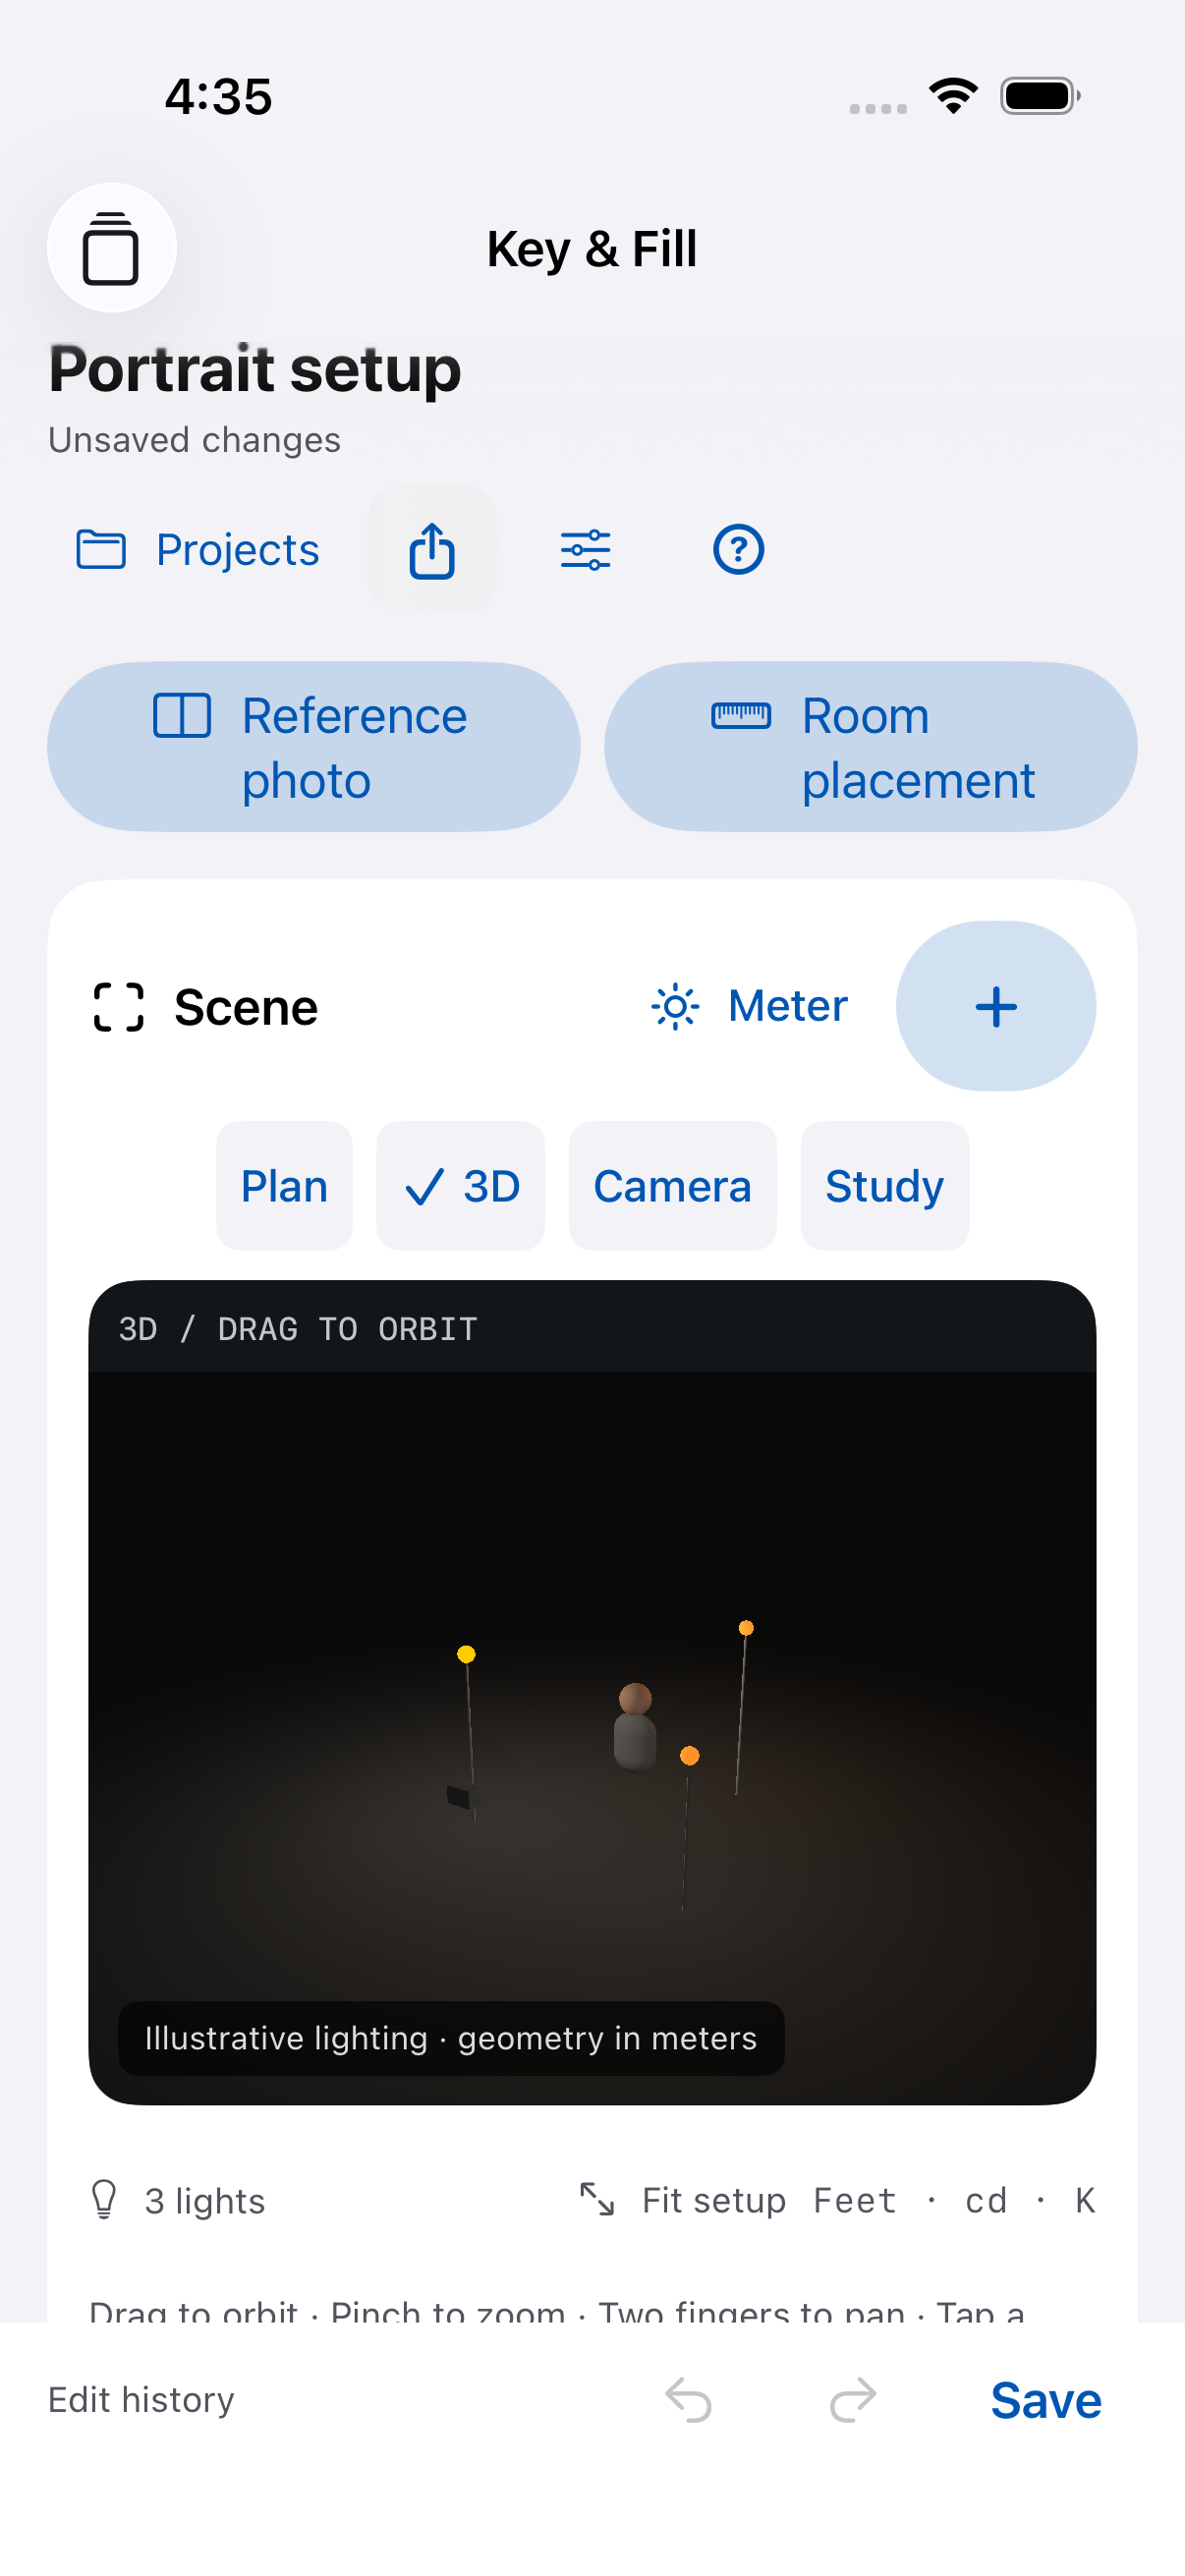 4:35
Key & Fill
Portrait setup
Unsaved changes
Projects
Reference
photo
Room
placement
Scene
Meter
Plan
3D
Camera
Study
3D / DRAG TO ORBIT
Illustrative lighting · geometry in meters
3 lights
Fit setup
Feet · cd · K
Drag to orbit · Pinch to zoom · Two fingers to pan · Tap a
Edit history
Save